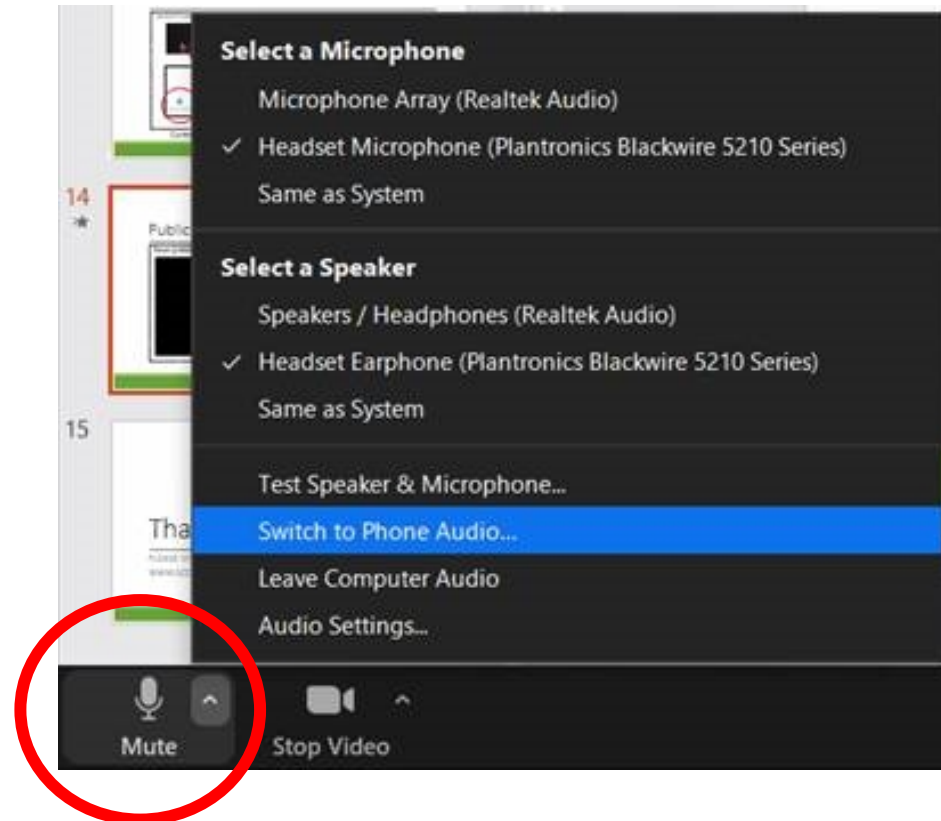 Select a Microphone
Microphone Array (Realtek Audio)
✓ Headset Microphone (Plantronics Blackwire 5210 Series)
Same as System
14
Public
Select a Speaker
Speakers / Headphones (Realtek Audio)
✓ Headset Earphone (Plantronics Blackwire 5210 Series)
Same as System
15
Test Speaker & Microphone...
Tha
Switch to Phone Audio...
Leave Computer Audio
Audio Settings...
Mute
Stop Video